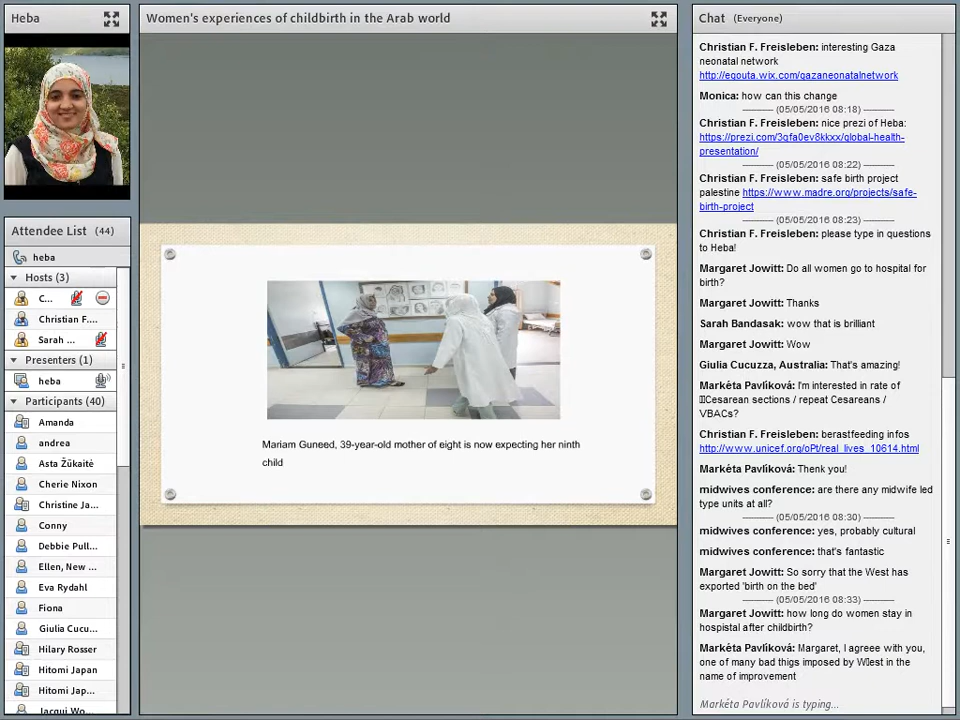 Heba
Women's experiences of childbirth in the Arab world
Chat (Everyone)
Attendee List (44)
heba
Hosts (3)
C...
Christian F....
Sarah ...
Presenters (1)
heba
Participants (40)
Amanda
andrea
Asta Žūkaitė
Cherie Nixon
Christine Ja...
Conny
Debbie Pull...
Ellen, New ...
Eva Rydahl
Fiona
Giulia Cucu...
Hilary Rosser
Hitomi Japan
Hitomi Jap...
Jacqui Wo...
Mariam Guneed, 39-year-old mother of eight is now expecting her ninth
child
Christian F. Freisleben: interesting Gaza
neonatal network
http://egouta.wix.com/gazaneonatalnetwork
Monica: how can this change
(05/05/2016 08:18)
Christian F. Freisleben: nice prezi of Heba:
https://prezi.com/3gfa0ev8kkxx/global-health-
presentation/
(05/05/2016 08:22)
Christian F. Freisleben: safe birth project
palestine https://www.madre.org/projects/safe-
birth-project
(05/05/2016 08:23)
Christian F. Freisleben: please type in questions
to Heba!
Margaret Jowitt: Do all women go to hospital for
birth?
Margaret Jowitt: Thanks
Sarah Bandasak: wow that is brilliant
Margaret Jowitt: Wow
Giulia Cucuzza, Australia: That's amazing!
Markéta Pavlíková: I'm interested in rate of
Cesarean sections / repeat Cesareans /
VBACs?
Christian F. Freisleben: berastfeeding infos
http://www.unicef.org/oPt/real_lives_10614.html
Markéta Pavlíková: Thenk you!
midwives conference: are there any midwife led
type units at all?
(05/05/2016 08:30)
midwives conference: yes, probably cultural
midwives conference: that's fantastic
Margaret Jowitt: So sorry that the West has
exported 'birth on the bed'
(05/05/2016 08:33)
Margaret Jowitt: how long do women stay in
hospistal after childbirth?
Markéta Pavlíková: Margaret, I agreee with you,
one of many bad thigs imposed by W▯est in the
name of improvement
Markéta Pavlíková is typing...